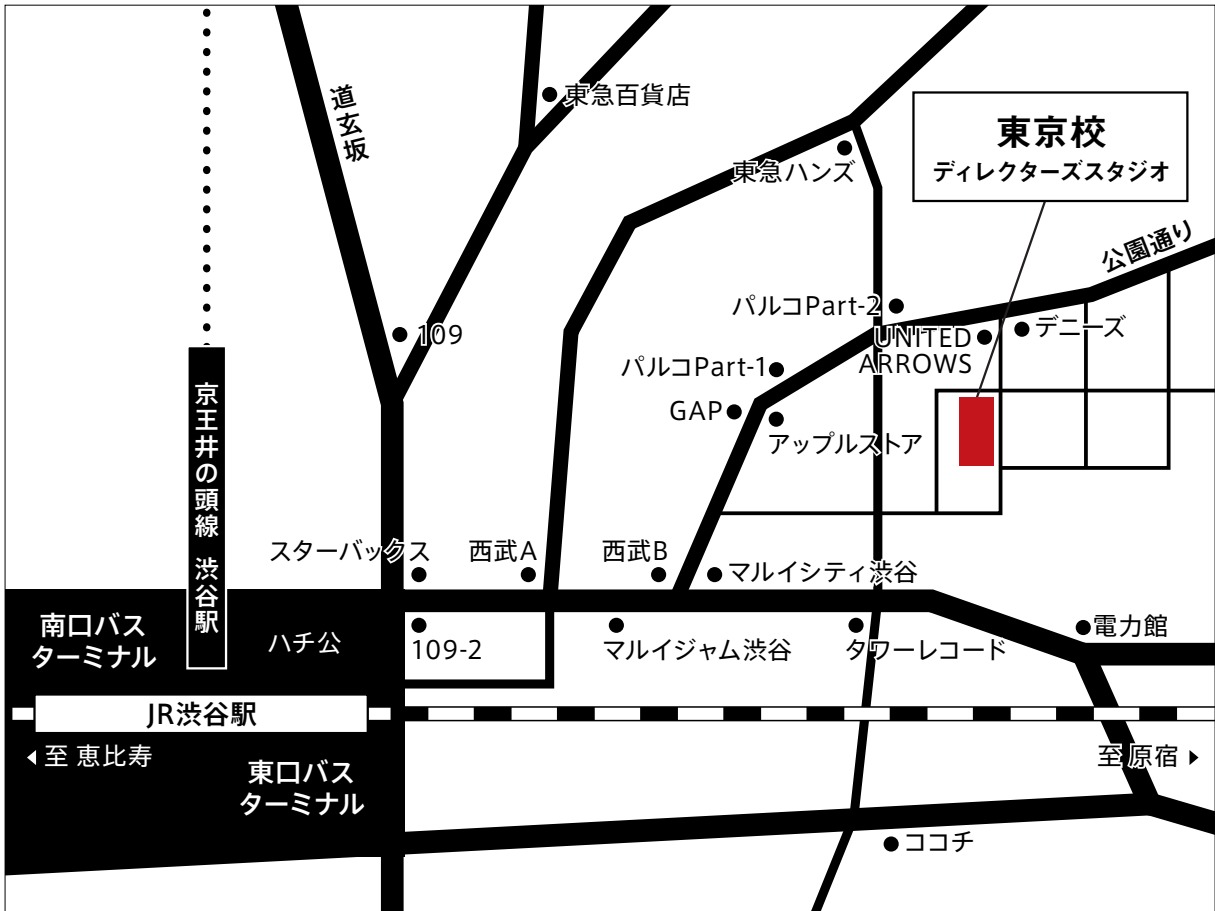 道玄坂
東急百貨店
東京校
ディレクターズスタジオ
東急ハンズ
公園通り
パルコPart-2
109
UNITED
ARROWS
デニーズ
パルコPart-1
GAP
アップルストア
京王井の頭線 渋谷駅
スターバックス
西武A
西武B
マルイシティ渋谷
南口バス
ターミナル
ハチ公
109-2
マルイジャム渋谷
タワーレコード
電力館
JR渋谷駅
至 恵比寿
至 原宿
東口バス
ターミナル
ココチ